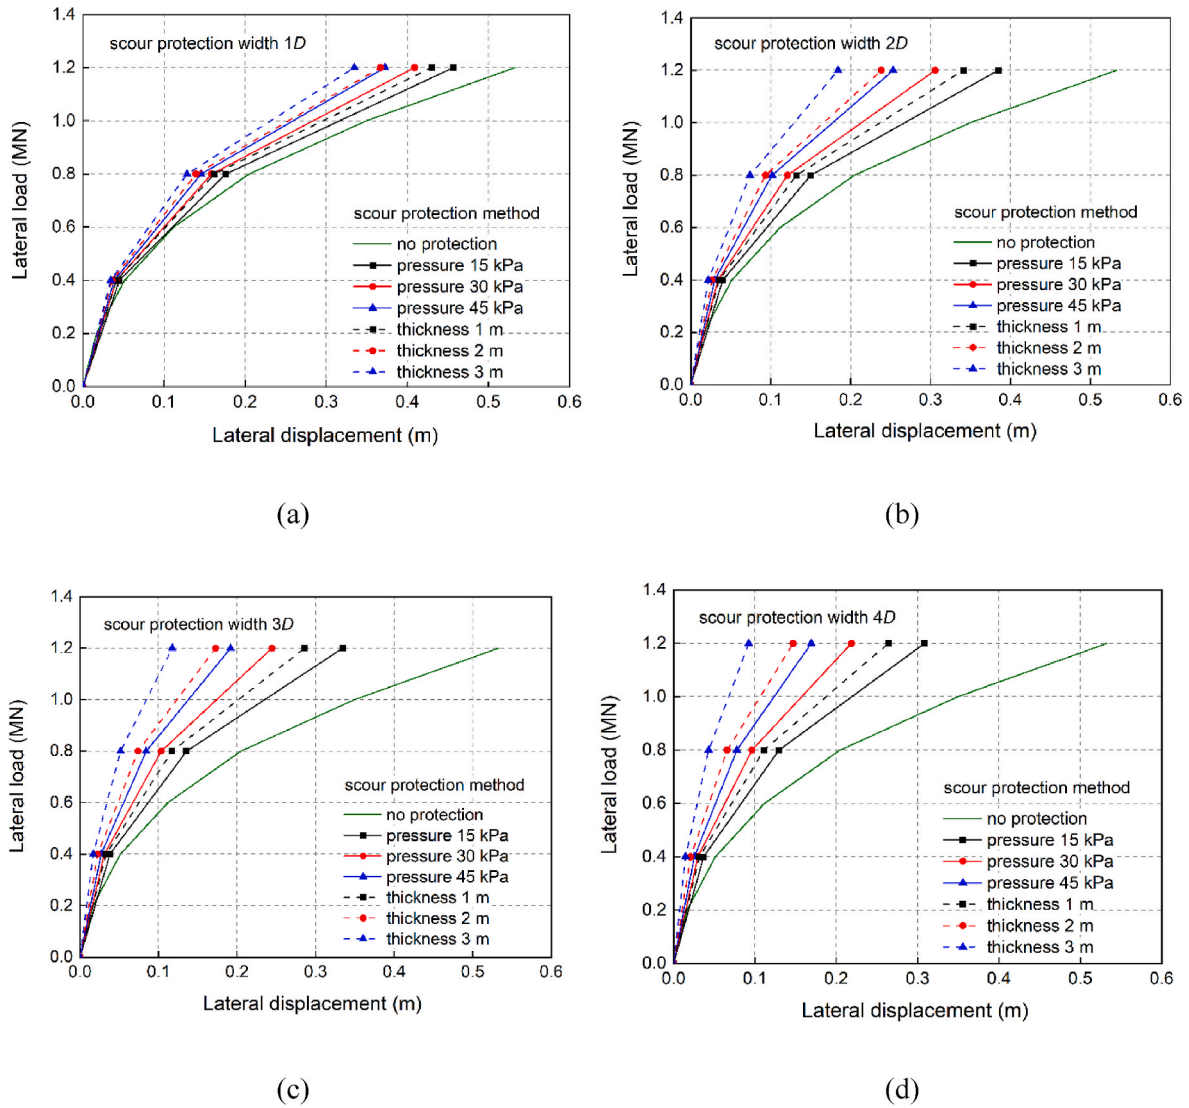 1.4
1.2
1.0
0.8
0.6
0.4
0.2
0.0
Lateral load (MN)
scour protection width 1D
scour protection method
no protection
pressure 15 kPa
pressure 30 kPa
pressure 45 kPa
thickness 1 m
thickness 2 m
thickness 3 m
0.0 0.1 0.2 0.3 0.4 0.5 0.6
Lateral displacement (m)
(a)
1.4
1.2
1.0
0.8
0.6
0.4
0.2
0.0
Lateral load (MN)
scour protection width 2D
scour protection method
no protection
pressure 15 kPa
pressure 30 kPa
pressure 45 kPa
thickness 1 m
thickness 2 m
thickness 3 m
0.0 0.1 0.2 0.3 0.4 0.5 0.6
Lateral displacement (m)
(b)
1.4
1.2
1.0
0.8
0.6
0.4
0.2
0.0
Lateral load (MN)
scour protection width 3D
scour protection method
no protection
pressure 15 kPa
pressure 30 kPa
pressure 45 kPa
thickness 1 m
thickness 2 m
thickness 3 m
0.0 0.1 0.2 0.3 0.4 0.5 0.6
Lateral displacement (m)
(c)
1.4
1.2
1.0
0.8
0.6
0.4
0.2
0.0
Lateral load (MN)
scour protection width 4D
scour protection method
no protection
pressure 15 kPa
pressure 30 kPa
pressure 45 kPa
thickness 1 m
thickness 2 m
thickness 3 m
0.0 0.1 0.2 0.3 0.4 0.5 0.6
Lateral displacement (m)
(d)